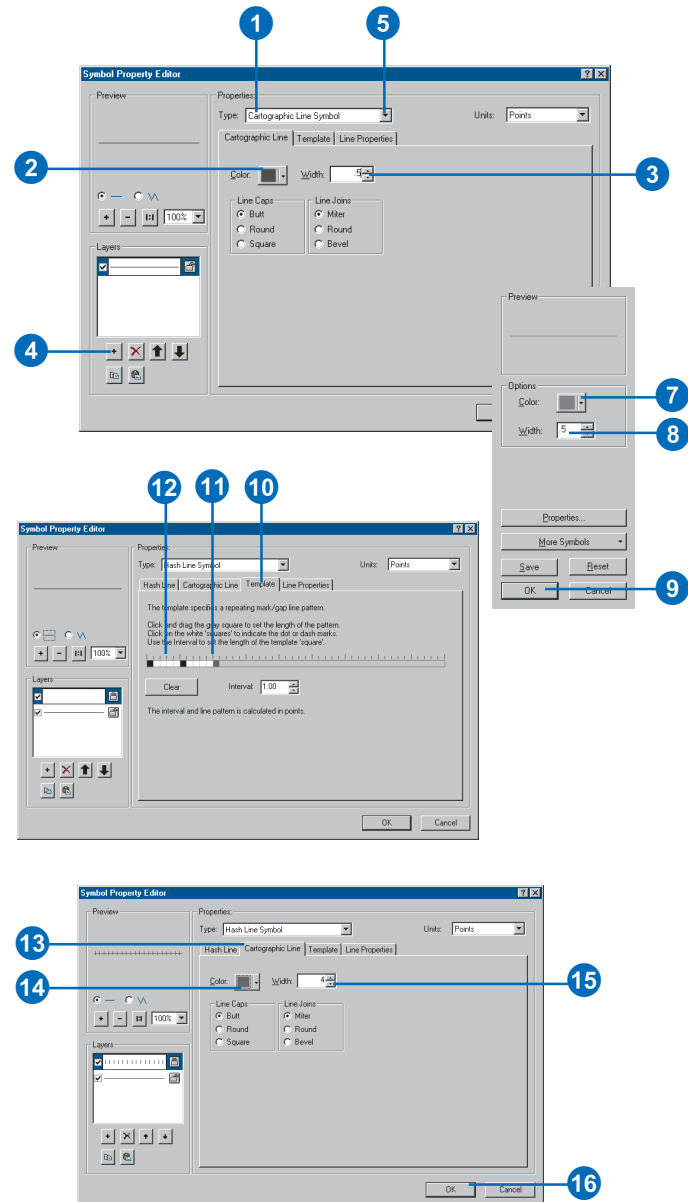 1 5
Symbol Property Editor
Preview
Properties:
Type: Cartographic Line Symbol
Units: Points
Cartographic Line Template Line Properties
2
Color: Width: .5
3
Line Caps
Butt
Round
Square
Line Joins
Miter
Round
Bevel
+ - 1:1 100%
Layers
4
Preview
Options
Color:
7
Width: .5
8
Properties...
More Symbols
Save Reset
OK Cancel
9
12 11 10
Symbol Property Editor
Preview
Properties:
Type: Hash Line Symbol
Units: Points
Hash Line Cartographic Line Template Line Properties
The template specifies a repeating mark/gap line pattern.
Click and drag the gray square to set the length of the pattern.
Click on the white 'squares' to indicate the dot or dash marks.
Use the Interval to set the length of the template 'square'.
+ - 1:1 100%
Clear Interval: 1.00
The interval and line pattern is calculated in points.
Layers
OK Cancel
Symbol Property Editor
Preview
Properties:
Type: Hash Line Symbol
Units: Points
13
Hash Line Cartographic Line Template Line Properties
14
Color: Width: 4
15
Line Caps
Butt
Round
Square
Line Joins
Miter
Round
Bevel
+ - 1:1 100%
Layers
OK Cancel
16